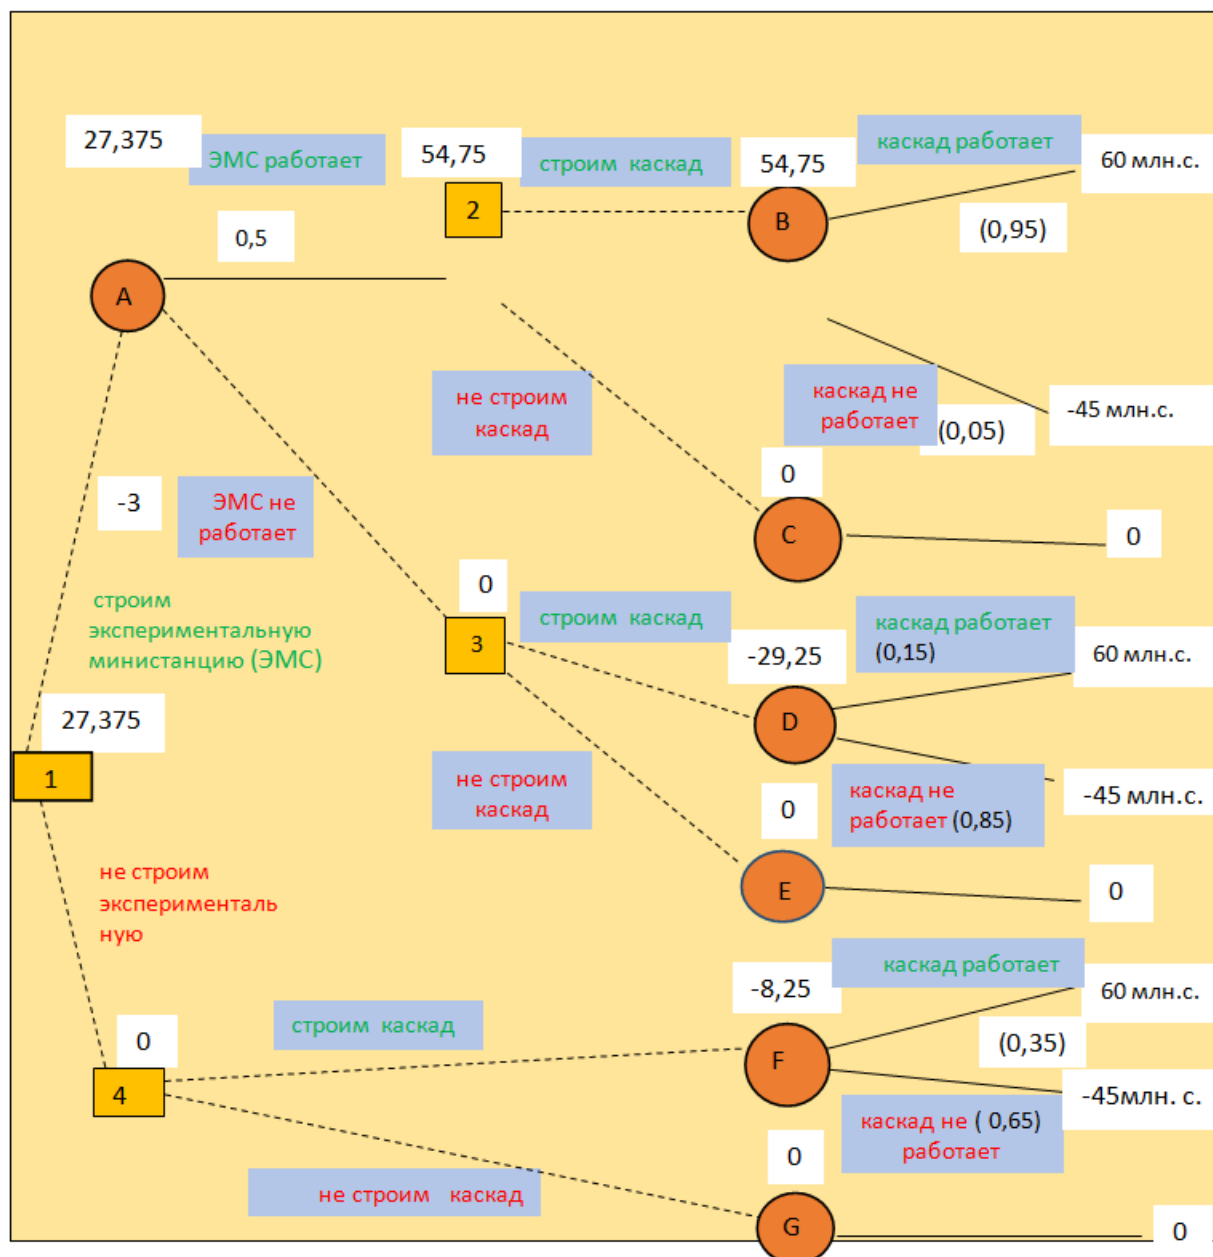 27,375
ЭМС работает
54,75
строим каскад
54,75
каскад работает
60 млн.с.
2
B
(0,95)
0,5
A
не строим
каскад
каскад не
работает
(0,05)
-45 млн.с.
0
-3
ЭМС не
работает
C
0
0
строим
экспериментальную
министанцию (ЭМС)
строим каскад
каскад работает
(0,15)
3
-29,25
60 млн.с.
27,375
D
1
не строим
каскад
0
каскад не
работает (0,85)
-45 млн.с.
не строим
эксперименталь
ную
E
0
-8,25
каскад работает
60 млн.с.
строим каскад
0
F
(0,35)
4
-45млн. с.
каскад не ( 0,65)
работает
0
не строим каскад
G
0